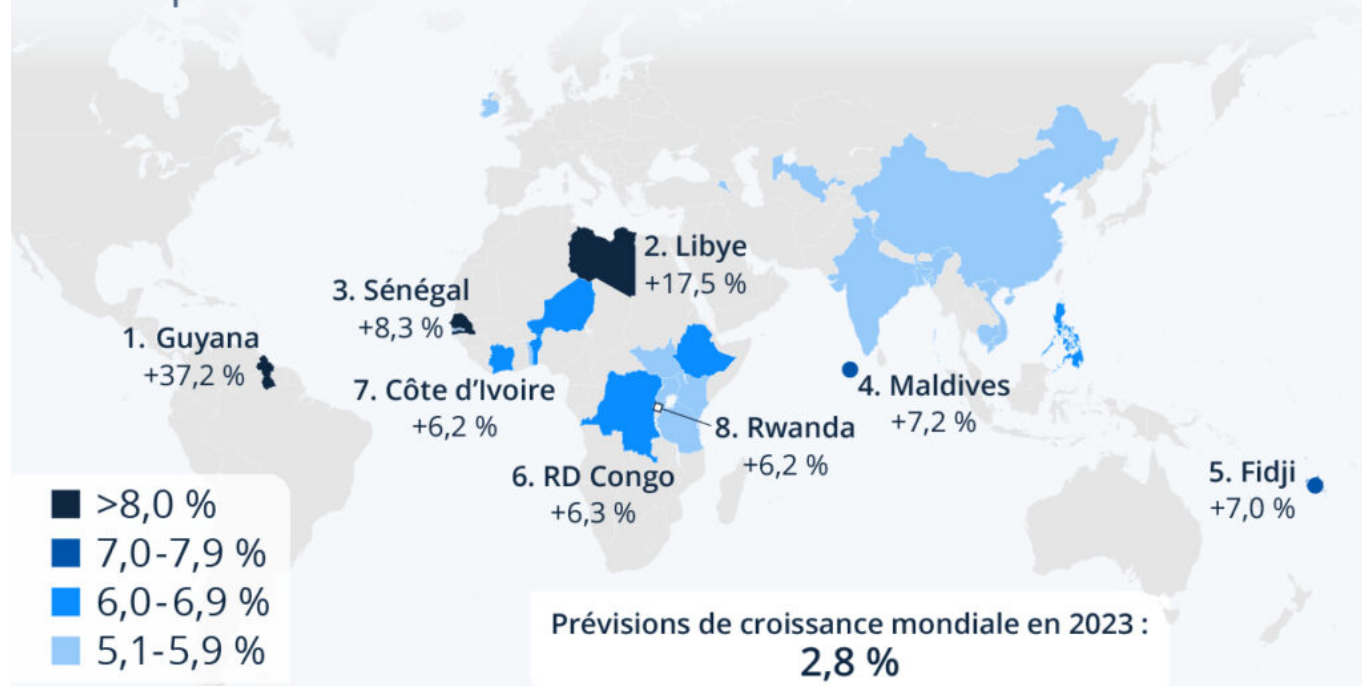 1. Guyana
+37,2 %
2. Libye
+17,5 %
3. Sénégal
+8,3 %
4. Maldives
+7,2 %
5. Fidji
+7,0 %
6. RD Congo
+6,3 %
7. Côte d’Ivoire
+6,2 %
8. Rwanda
+6,2 %
>8,0 %
7,0-7,9 %
6,0-6,9 %
5,1-5,9 %
Prévisions de croissance mondiale en 2023 :
2,8 %